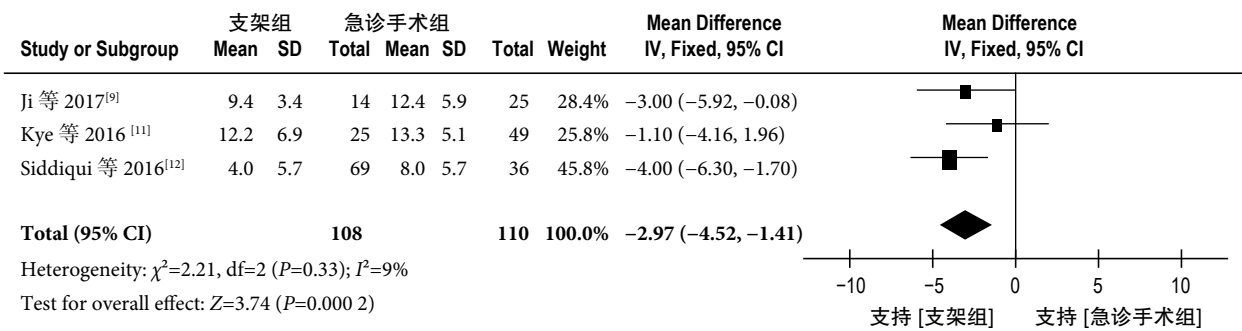 支架组 急诊手术组 Mean Difference Mean Difference
Study or Subgroup Mean SD Total Mean SD Total Weight IV, Fixed, 95% CI IV, Fixed, 95% CI
Ji 等 2017[9] 9.4 3.4 14 12.4 5.9 25 28.4% −3.00 (−5.92, −0.08)
Kye 等 2016 [11] 12.2 6.9 25 13.3 5.1 49 25.8% −1.10 (−4.16, 1.96)
Siddiqui 等 2016[12] 4.0 5.7 69 8.0 5.7 36 45.8% −4.00 (−6.30, −1.70)
Total (95% CI) 108 110 100.0% −2.97 (−4.52, −1.41)
Heterogeneity: χ²=2.21, df=2 (P=0.33); I²=9%
Test for overall effect: Z=3.74 (P=0.000 2)
−10 −5 0 5 10
支持 [支架组] 支持 [急诊手术组]